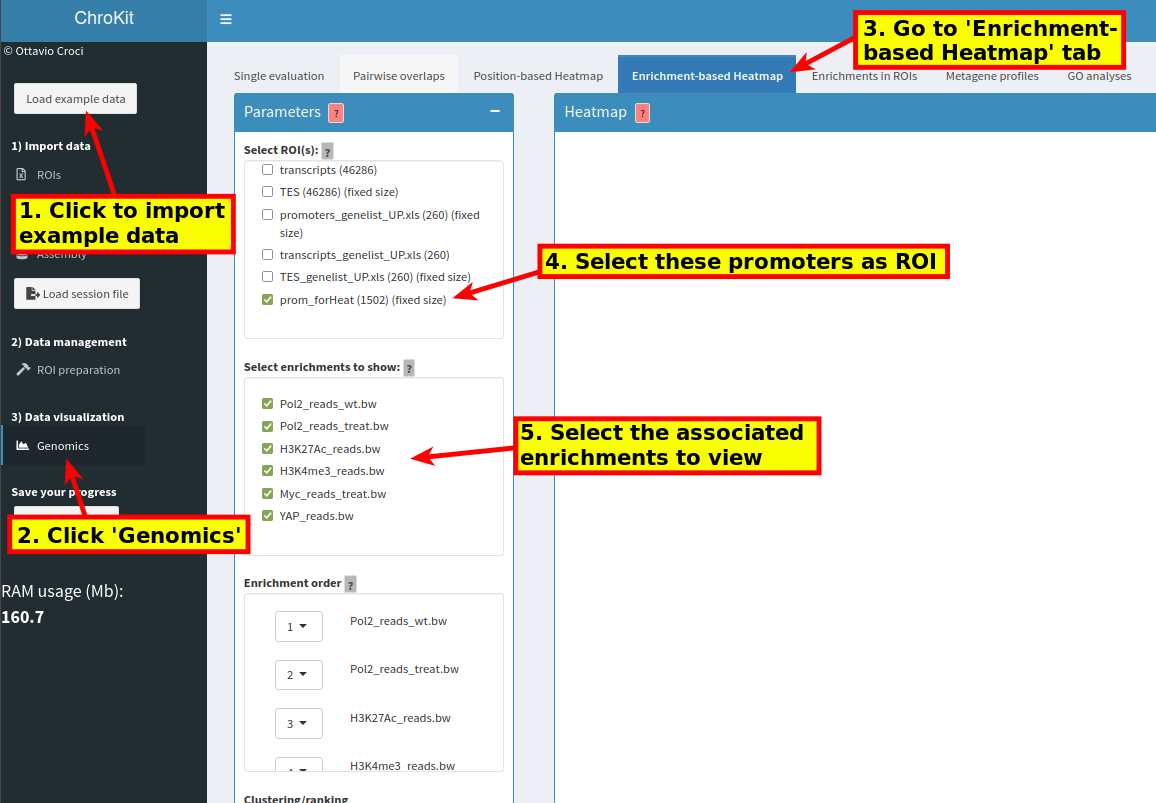 ChroKit
© Ottavio Croci
Load example data
1) Import data
ROIs
1. Click to import
example data
Assembly
Load session file
2) Data management
ROI preparation
3) Data visualization
Genomics
Save your progress
2. Click 'Genomics'
RAM usage (Mb):
160.7
3. Go to 'Enrichment-
based Heatmap' tab
Single evaluation
Pairwise overlaps
Position-based Heatmap
Enrichment-based Heatmap
Enrichments in ROIs
Metagene profiles
GO analyses
Parameters ?
Heatmap ?
Select ROI(s): ?
transcripts (46286)
TES (46286) (fixed size)
promoters_genelist_UP.xls (260) (fixed
size)
transcripts_genelist_UP.xls (260)
TES_genelist_UP.xls (260) (fixed size)
prom_forHeat (1502) (fixed size)
4. Select these promoters as ROI
Select enrichments to show: ?
Pol2_reads_wt.bw
Pol2_reads_treat.bw
H3K27Ac_reads.bw
H3K4me3_reads.bw
Myc_reads_treat.bw
YAP_reads.bw
5. Select the associated
enrichments to view
Enrichment order ?
1 Pol2_reads_wt.bw
2 Pol2_reads_treat.bw
3 H3K27Ac_reads.bw
H3K4me3_reads.bw
Clustering/ranking